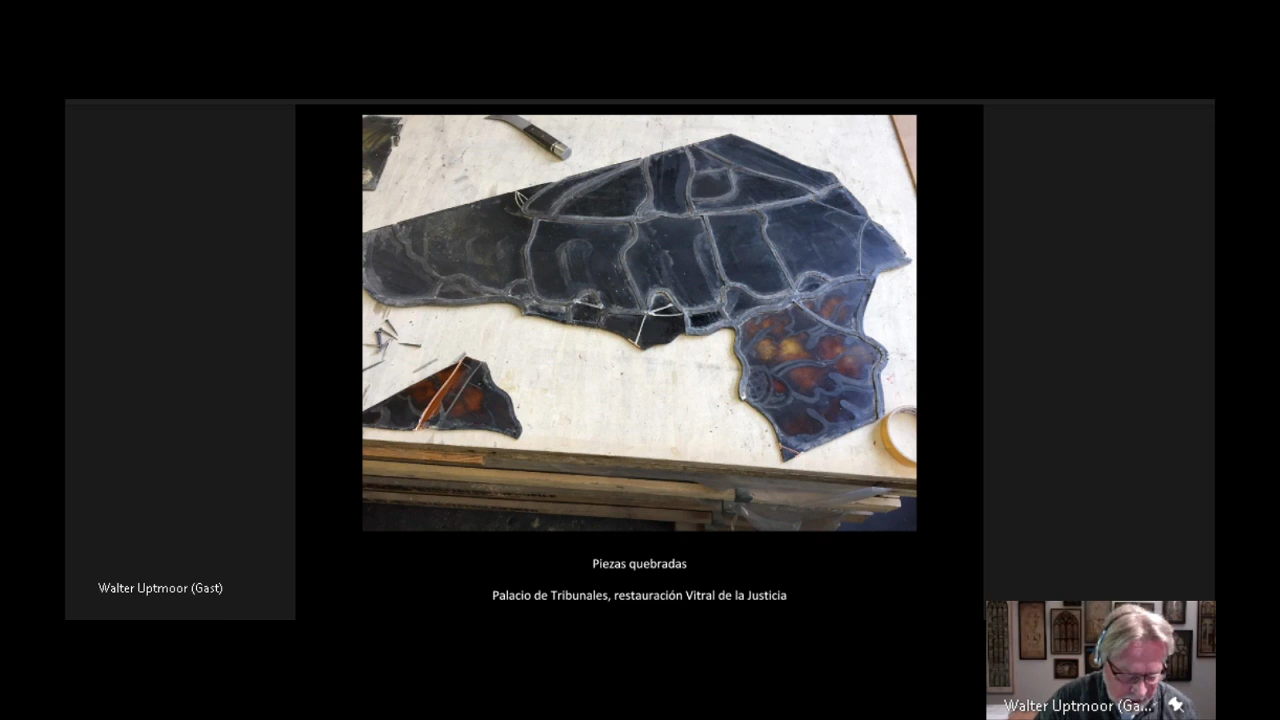 Walter Uptmoor (Gast)
Piezas quebradas
Palacio de Tribunales, restauración Vitral de la Justicia
Walter Uptmoor (Ga...